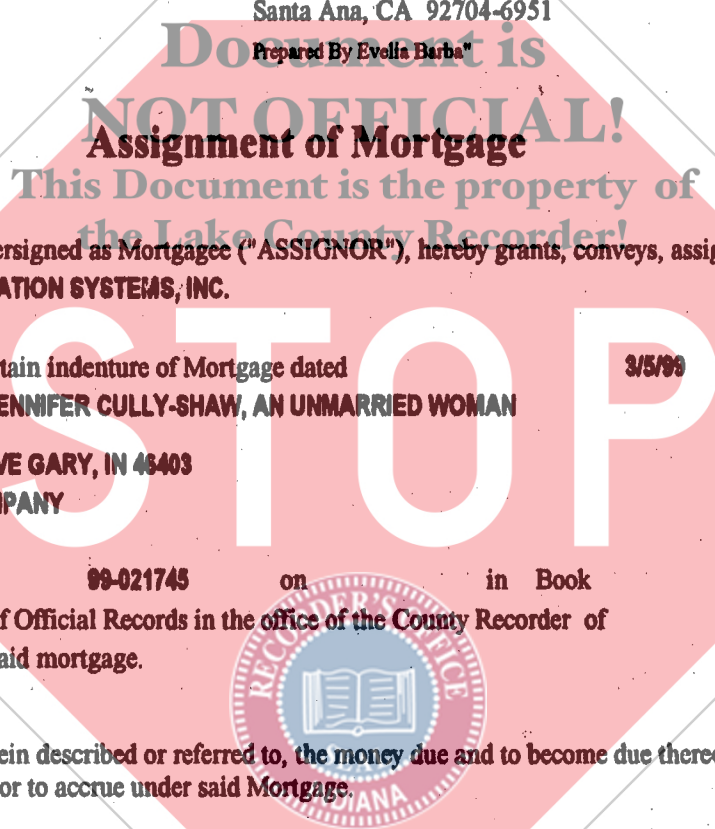 Santa Ana, CA 92704-6951
Document is
Prepared By Evelia Barba"
NOT OFFICIAL!
Assignment of Mortgage
This Document is the property of
the Lake County Recorder!
ersigned as Mortgagee ("ASSIGNOR"), hereby grants, conveys, assig
ATION SYSTEMS, INC.
STOP
tain indenture of Mortgage dated 3/5/99
ENNIFER CULLY-SHAW, AN UNMARRIED WOMAN
VE GARY, IN 46403
MPANY
99-021745 on in Book
f Official Records in the office of the County Recorder of
aid mortgage.
RECORDER'S OFFICE
SEAL
INDIANA
ein described or referred to, the money due and to become due thereo
or to accrue under said Mortgage.